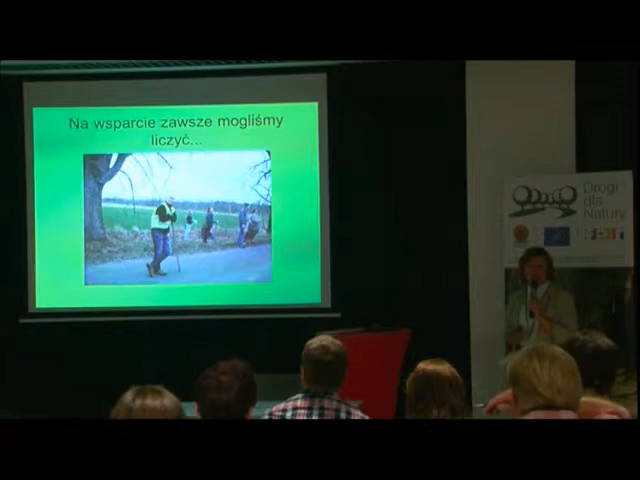 Na wsparcie zawsze mogliśmy
liczyć...
Drogi
dla
Natury